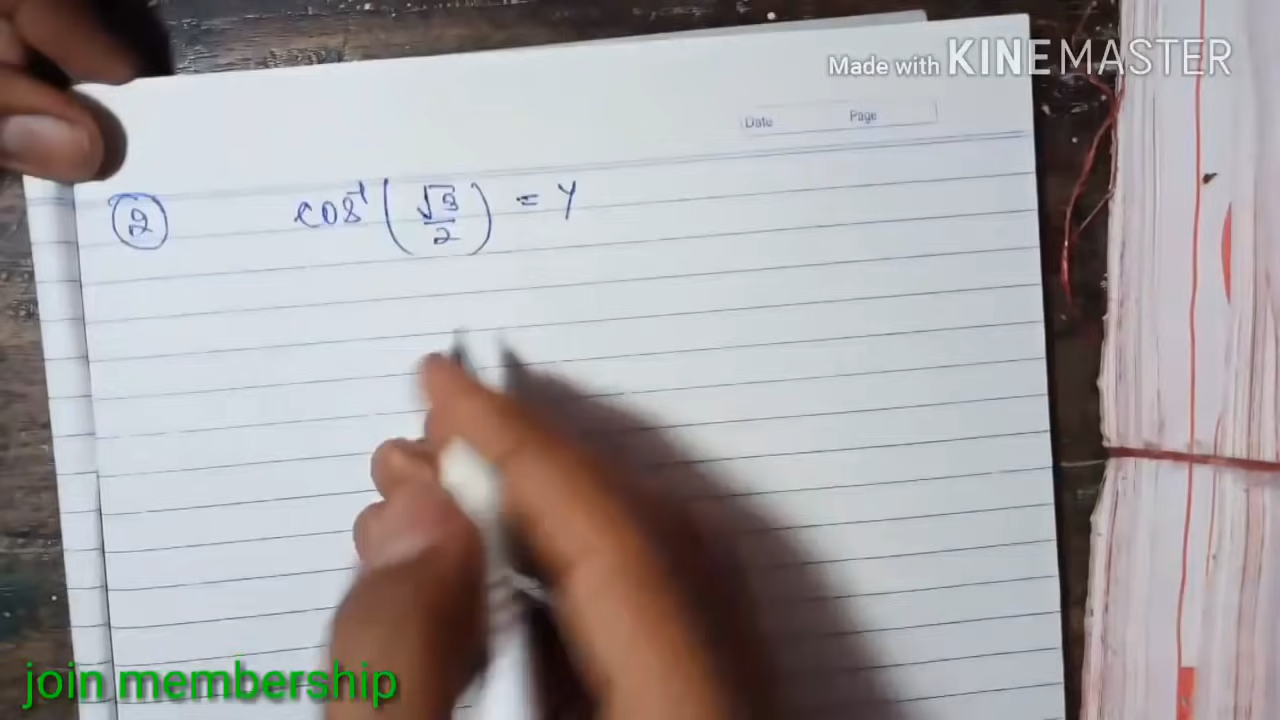 Made with KINEMASTER
Date Page
② cos⁻¹ (√3/2) = y
join membership